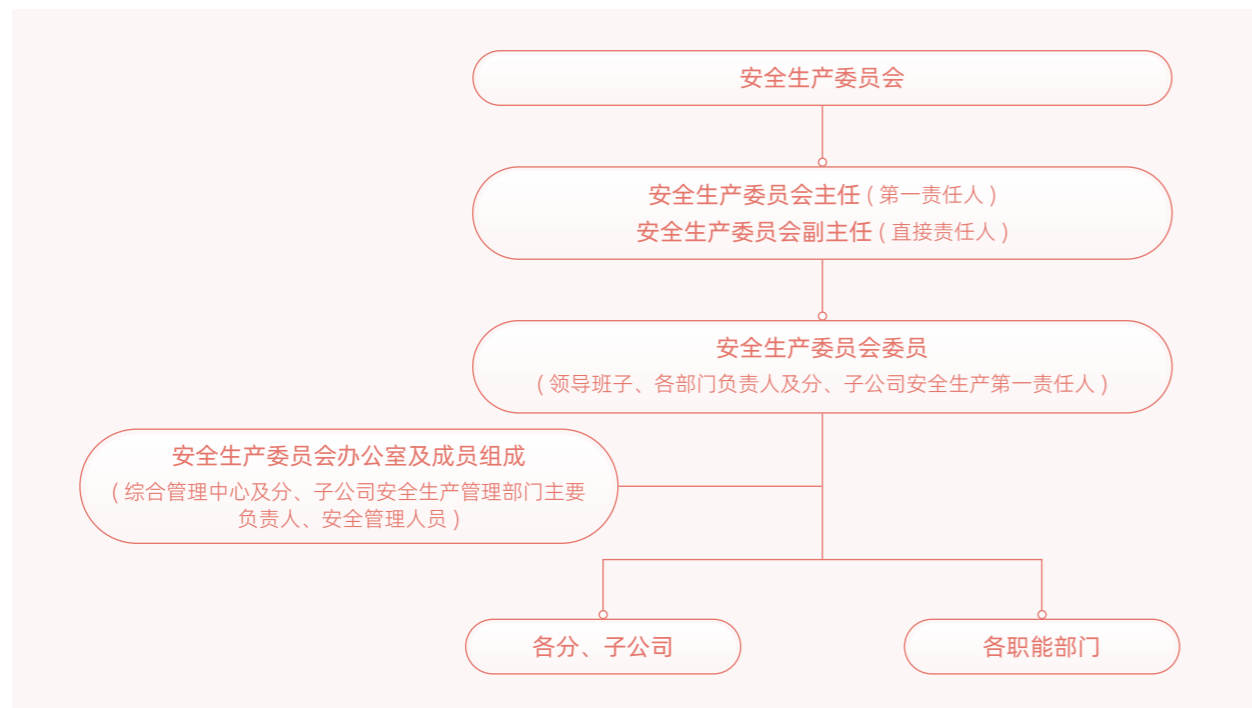 安全生产委员会
安全生产委员会主任 ( 第一责任人 )
安全生产委员会副主任 ( 直接责任人 )
安全生产委员会委员
( 领导班子、各部门负责人及分、子公司安全生产第一责任人 )
安全生产委员会办公室及成员组成
( 综合管理中心及分、子公司安全生产管理部门主要
负责人、安全管理人员 )
各分、子公司
各职能部门